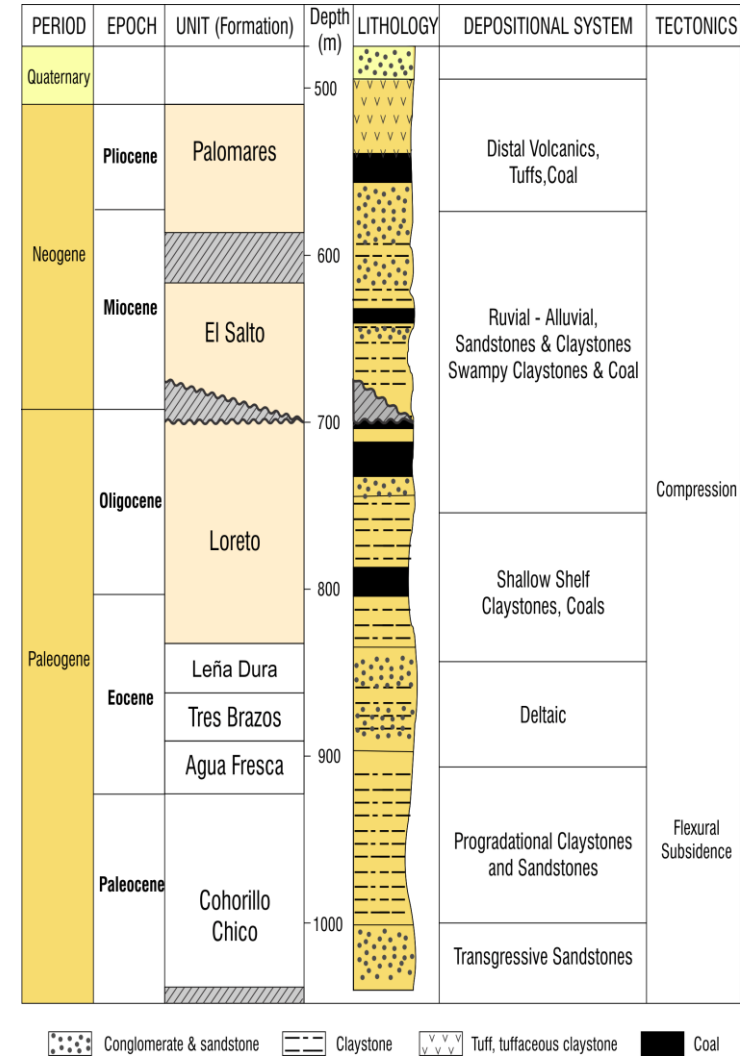 PERIOD
EPOCH
UNIT (Formation)
Depth
(m)
LITHOLOGY
DEPOSITIONAL SYSTEM
TECTONICS
Quaternary
Neogene
Paleogene
Pliocene
Miocene
Oligocene
Eocene
Paleocene
Palomares
El Salto
Loreto
Leña Dura
Tres Brazos
Agua Fresca
Cohorillo
Chico
500
600
700
800
900
1000
Distal Volcanics,
Tuffs,Coal
Ruvial - Alluvial,
Sandstones & Claystones
Swampy Claystones & Coal
Shallow Shelf
Claystones, Coals
Deltaic
Progradational Claystones
and Sandstones
Transgressive Sandstones
Compression
Flexural
Subsidence
Conglomerate & sandstone
Claystone
Tuff, tuffaceous claystone
Coal